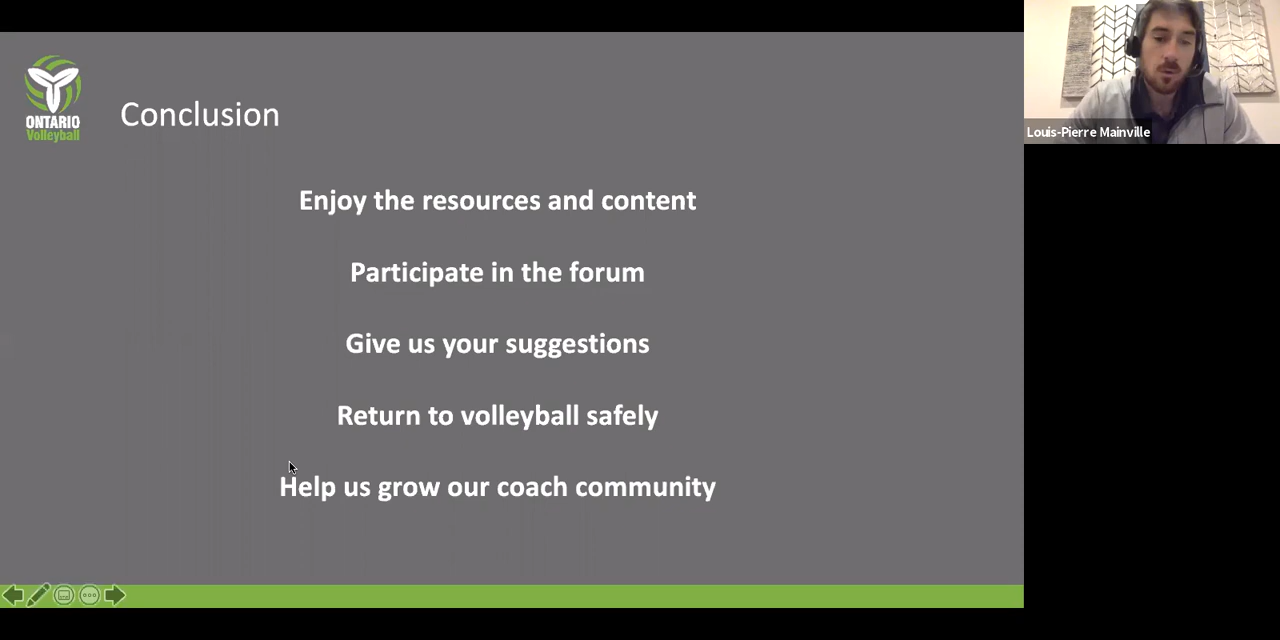 ONTARIO
Volleyball
Conclusion
Enjoy the resources and content
Participate in the forum
Give us your suggestions
Return to volleyball safely
Help us grow our coach community
Louis-Pierre Mainville